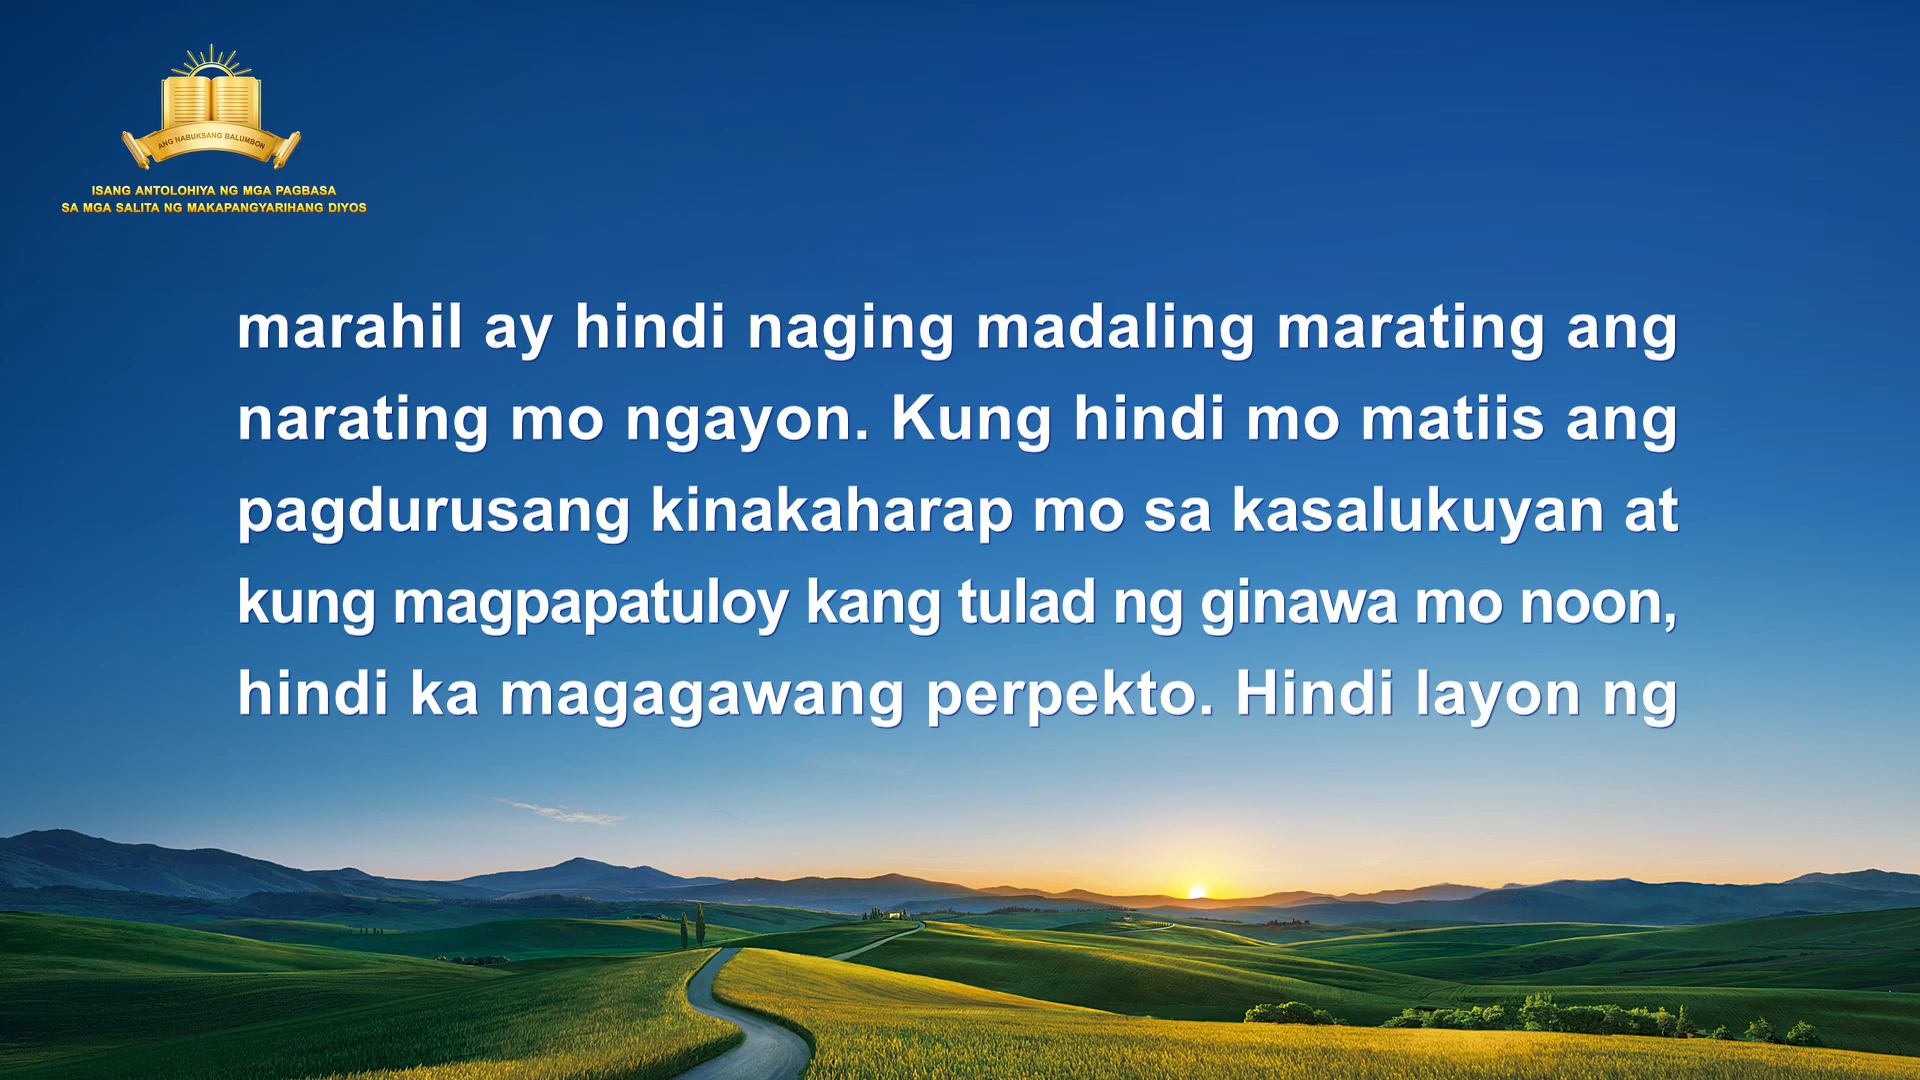 ANG NABUKSANG BALUMBON
ISANG ANTOLOHIYA NG MGA PAGBASA
SA MGA SALITA NG MAKAPANGYARIHANG DIYOS
marahil ay hindi naging madaling marating ang
narating mo ngayon. Kung hindi mo matiis ang
pagdurusang kinakaharap mo sa kasalukuyan at
kung magpapatuloy kang tulad ng ginawa mo noon,
hindi ka magagawang perpekto. Hindi layon ng